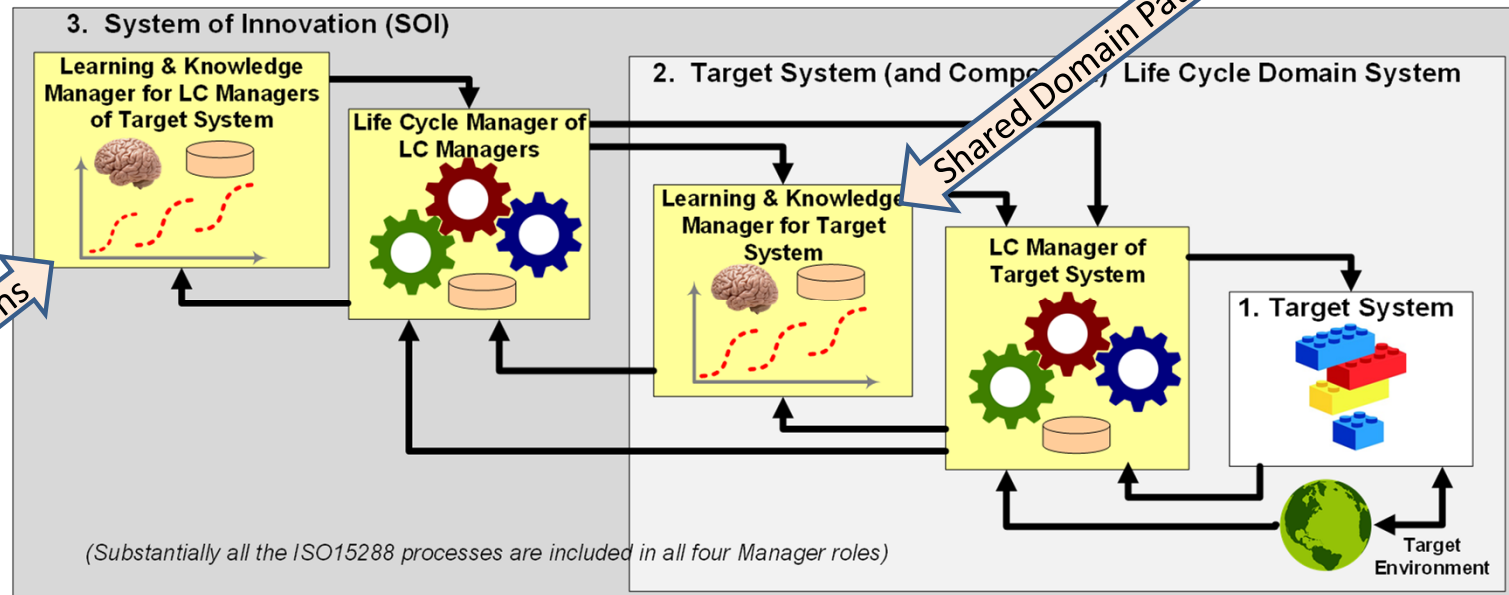 3. System of Innovation (SOI)
Learning & Knowledge
Manager for LC Managers
of Target System
Life Cycle Manager of
LC Managers
2. Target System (and Life Cycle Domain System
Shared Domain
Learning & Knowledge
Manager for Target
System
LC Manager of
Target System
1. Target System
Target
Environment
(Substantially all the ISO15288 processes are included in all four Manager roles)